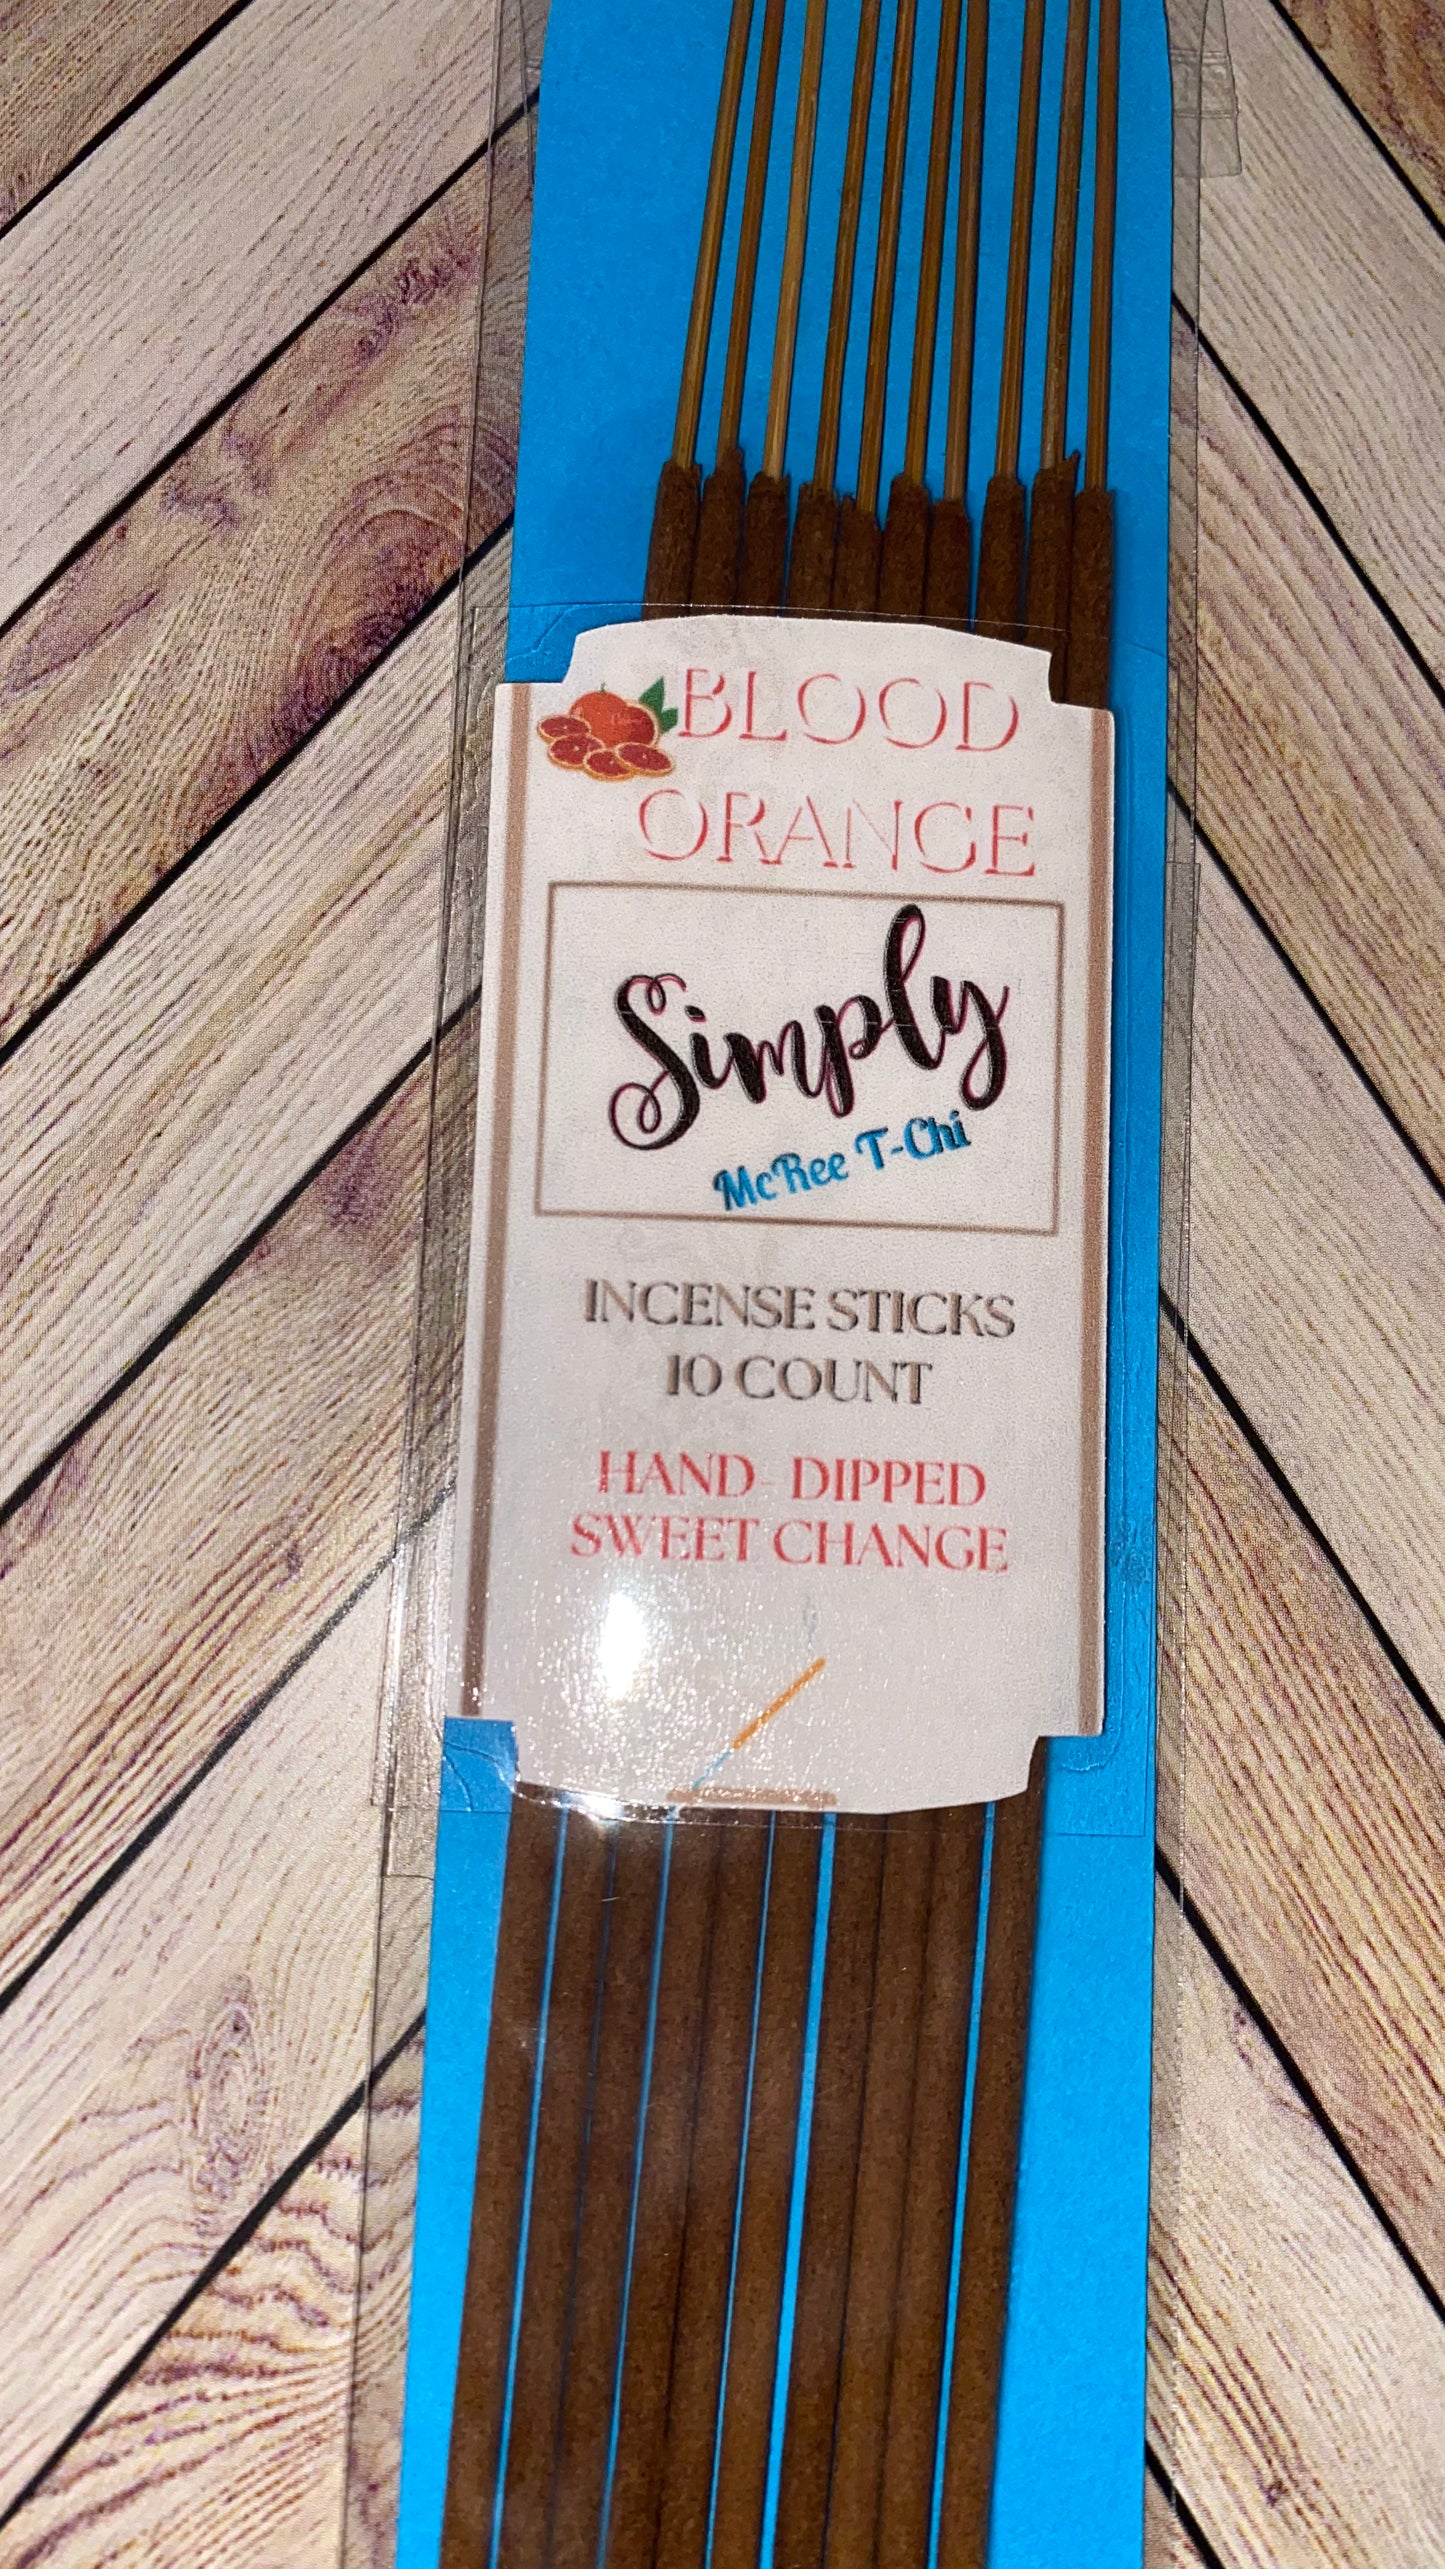 BLOOD
ORANGE
Simply
McRee T-Chi
INCENSE STICKS
10 COUNT
HAND- DIPPED
SWEET CHANGE